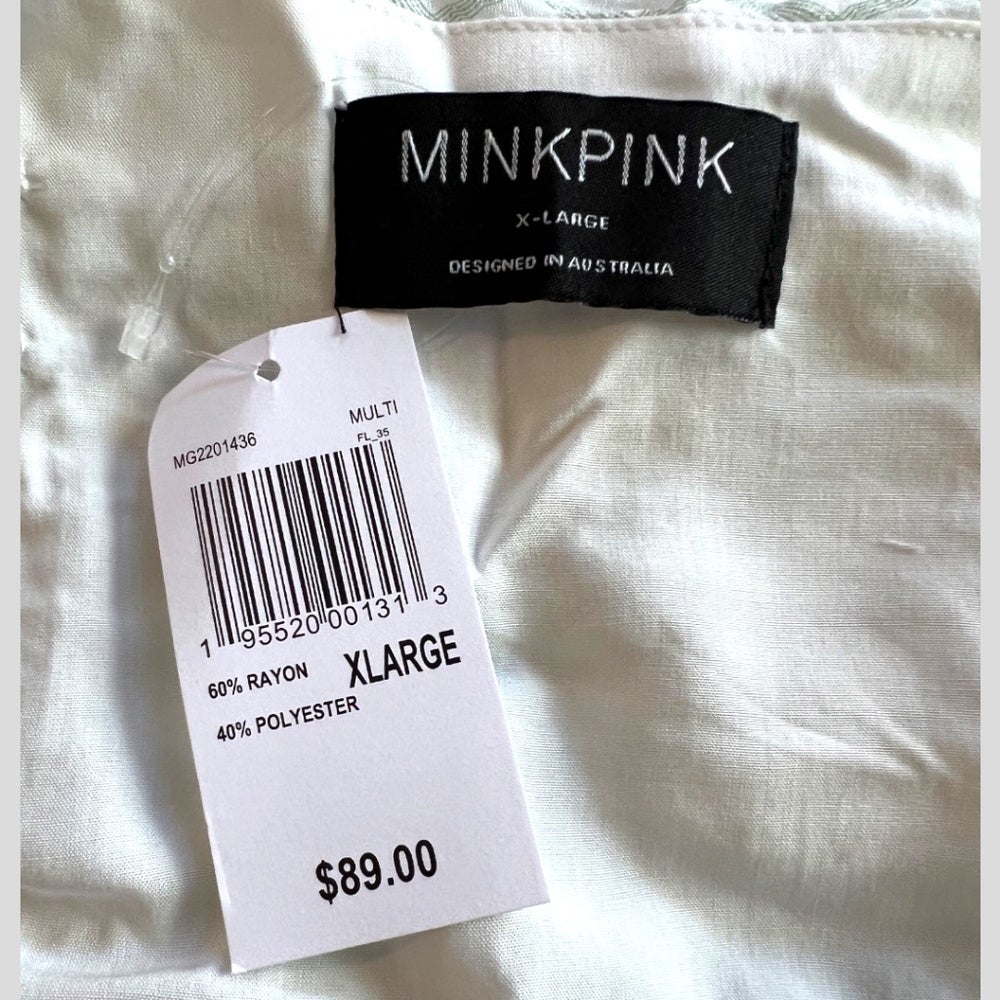 MINKPINK
X-LARGE
DESIGNED IN AUSTRALIA
MULTI
MG2201436
FL_35
1 95520 00131 3
60% RAYON XLARGE
40% POLYESTER
$89.00